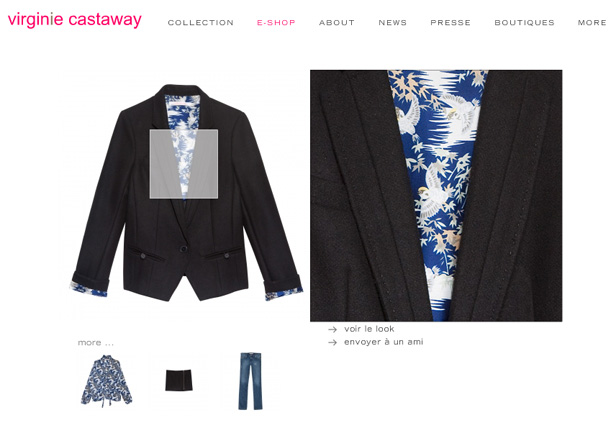 virginie castaway
COLLECTION E-SHOP ABOUT NEWS PRESSE BOUTIQUES MORE
→ voir le look
→ envoyer à un ami
more ...